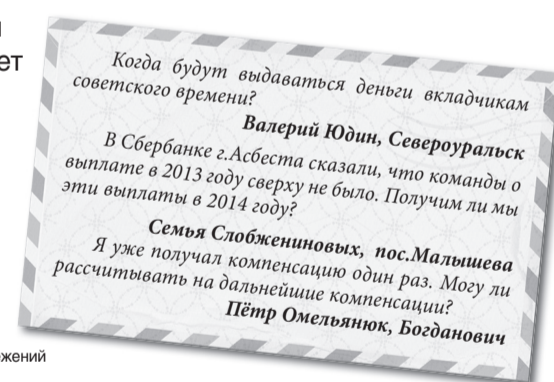 ет
Когда будут выдаваться деньги вкладчикам
советского времени?
Валерий Юдин, Североуральск
В Сбербанке г.Асбеста сказали, что команды о
выплате в 2013 году сверху не было. Получим ли мы
эти выплаты в 2014 году?
Семья Слобжениновых, пос.Малышева
Я уже получал компенсацию один раз. Могу ли
рассчитывать на дальнейшие компенсации?
Пётр Омельянюк, Богданович
жений